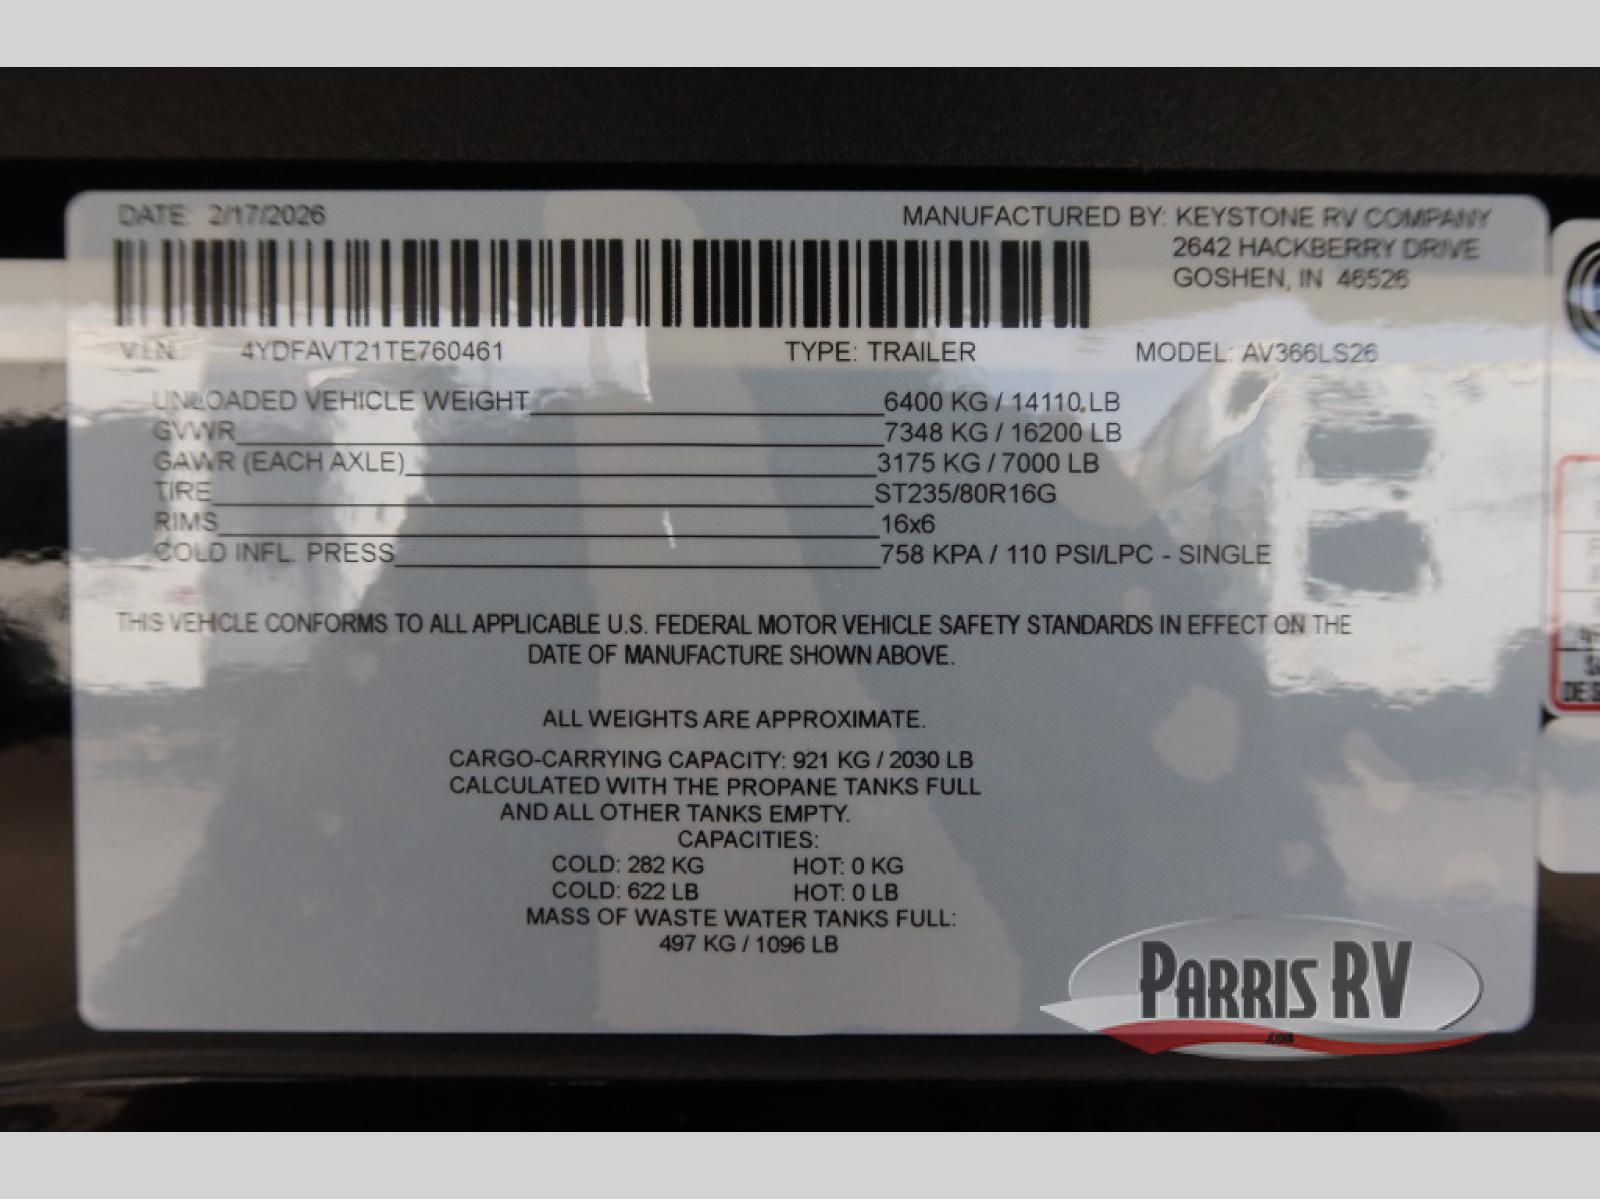 DATE: 2/17/2026
MANUFACTURED BY: KEYSTONE RV COMPANY
2642 HACKBERRY DRIVE
GOSHEN, IN 46526
V.I.N. 4YDFAVT21TE760461 TYPE: TRAILER MODEL: AV366LS26
UNLOADED VEHICLE WEIGHT 6400 KG / 14110 LB
GVWR 7348 KG / 16200 LB
GAWR (EACH AXLE) 3175 KG / 7000 LB
TIRE ST235/80R16G
RIMS 16x6
COLD INFL. PRESS 758 KPA / 110 PSI/LPC - SINGLE
THIS VEHICLE CONFORMS TO ALL APPLICABLE U.S. FEDERAL MOTOR VEHICLE SAFETY STANDARDS IN EFFECT ON THE
DATE OF MANUFACTURE SHOWN ABOVE.
ALL WEIGHTS ARE APPROXIMATE.
CARGO-CARRYING CAPACITY: 921 KG / 2030 LB
CALCULATED WITH THE PROPANE TANKS FULL
AND ALL OTHER TANKS EMPTY.
CAPACITIES:
COLD: 282 KG HOT: 0 KG
COLD: 622 LB HOT: 0 LB
MASS OF WASTE WATER TANKS FULL:
497 KG / 1096 LB
PARRIS RV
.COM